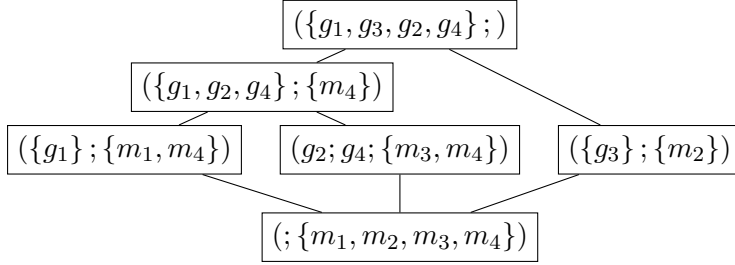 ({g₁, g₃, g₂, g₄} ; )
({g₁, g₂, g₄} ; {m₄})
({g₁} ; {m₁, m₄})
(g₂; g₄; {m₃, m₄})
({g₃} ; {m₂})
(; {m₁, m₂, m₃, m₄})